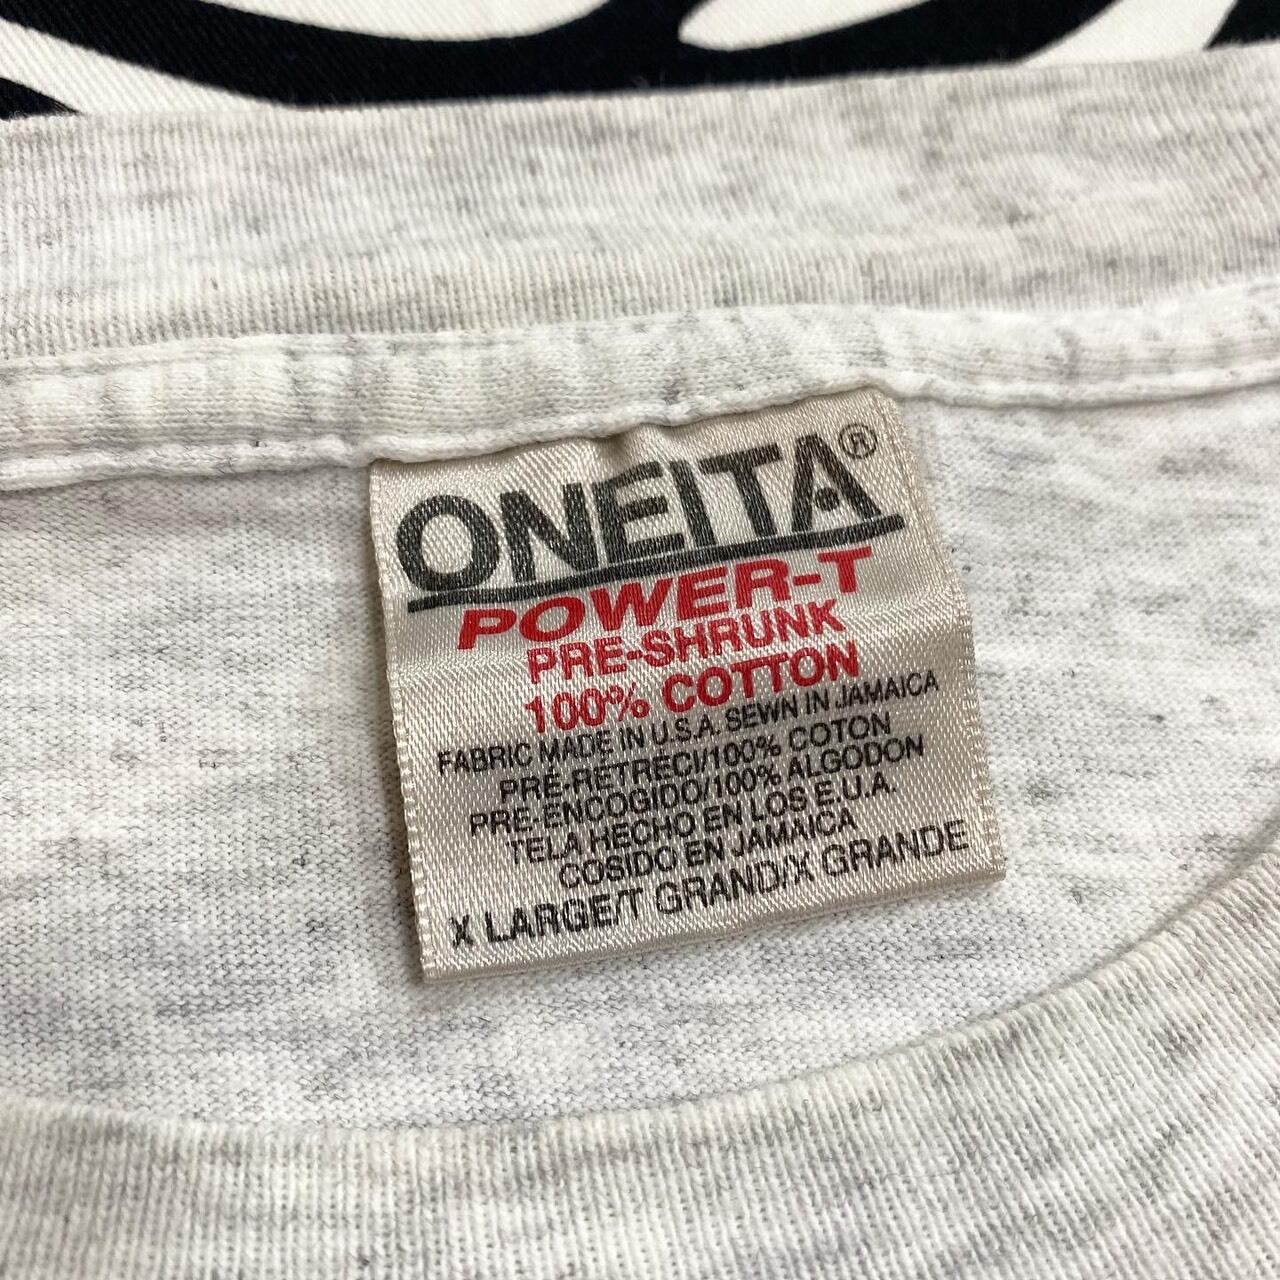 ONEITA®
POWER-T
PRE-SHRUNK
100% COTTON
FABRIC MADE IN U.S.A. SEWN IN JAMAICA
PRÉ-RETRECI/100% COTON
PRE-ENCOGIDO/100% ALGODON
TELA HECHO EN LOS E.U.A.
COSIDO EN JAMAICA
X LARGE/T GRAND/X GRANDE